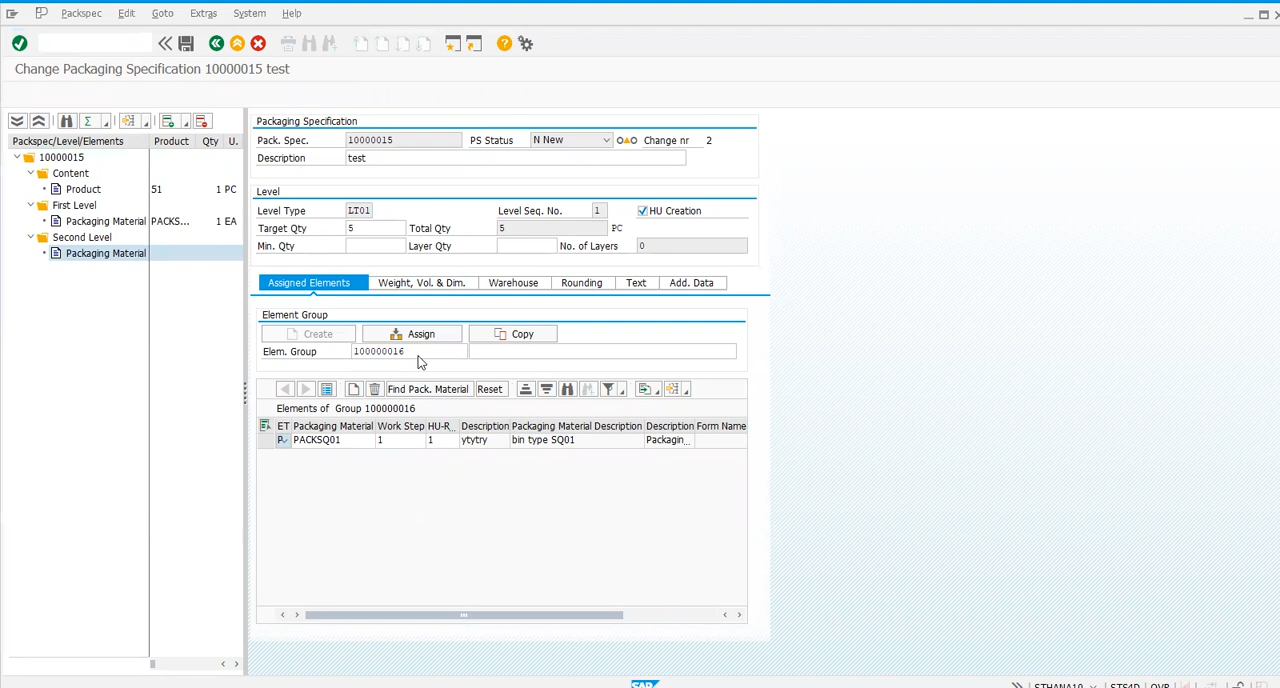 Packspec Edit Goto Extras System Help
Change Packaging Specification 10000015 test
Packspec/Level/Elements Product Qty U.
10000015
Content
Product 51 1 PC
First Level
Packaging Material PACKS... 1 EA
Second Level
Packaging Material
Packaging Specification
Pack. Spec. 10000015 PS Status N New Change nr 2
Description test
Level
Level Type LT01 Level Seq. No. 1 HU Creation
Target Qty 5 Total Qty 5 PC
Min. Qty Layer Qty No. of Layers 0
Assigned Elements Weight, Vol. & Dim. Warehouse Rounding Text Add. Data
Element Group
Create Assign Copy
Elem. Group 100000016
Find Pack. Material Reset
Elements of Group 100000016
ET Packaging Material Work Step HU-R... Description Packaging Material Description Description Form Name
P PACKSQ01 1 1 ytytry bin type SQ01 Packagin...
SAP
STHANA10 STS4D OVR